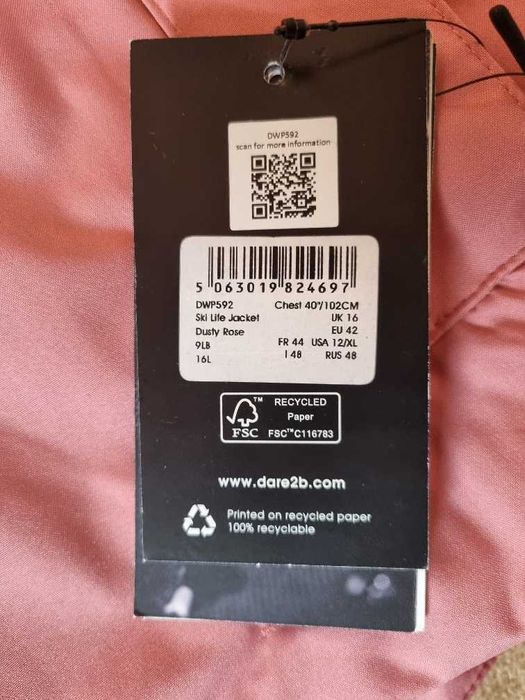 DWP592
scan for more information
5 063019 824697
DWP592 Chest 40"/102CM
Ski Life Jacket UK 16
Dusty Rose EU 42
9LB FR 44 USA 12/XL
16L I 48 RUS 48
FSC™
RECYCLED
Paper
FSC™C116783
www.dare2b.com
Printed on recycled paper
100% recyclable